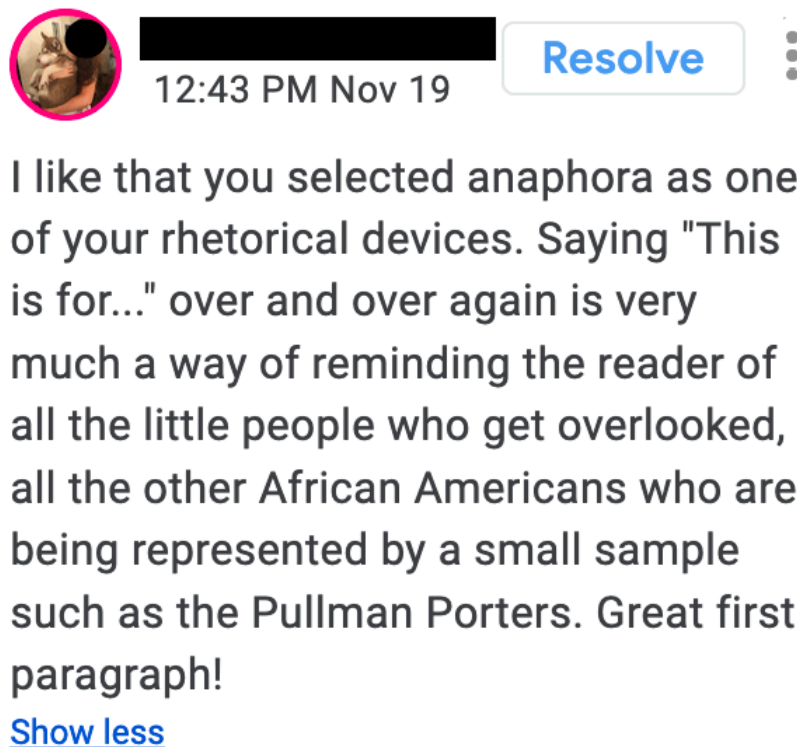 Resolve
12:43 PM Nov 19
I like that you selected anaphora as one
of your rhetorical devices. Saying "This
is for..." over and over again is very
much a way of reminding the reader of
all the little people who get overlooked,
all the other African Americans who are
being represented by a small sample
such as the Pullman Porters. Great first
paragraph!
Show less